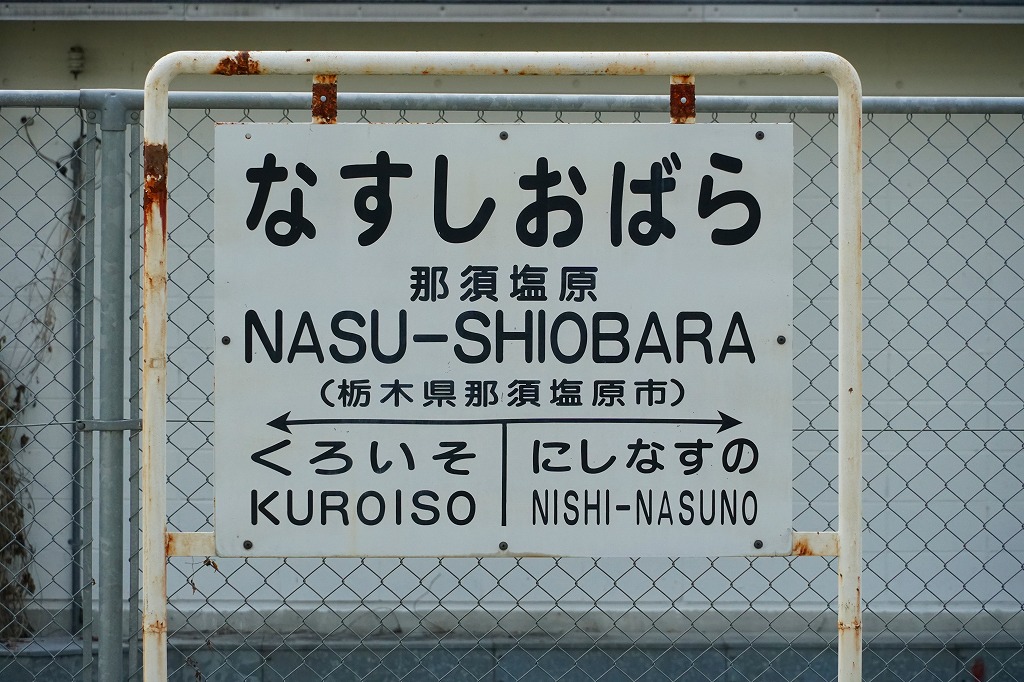 なすしおばら
那須塩原
NASU-SHIOBARA
(栃木県那須塩原市)
くろいそ にしなすの
KUROISO NISHI-NASUNO